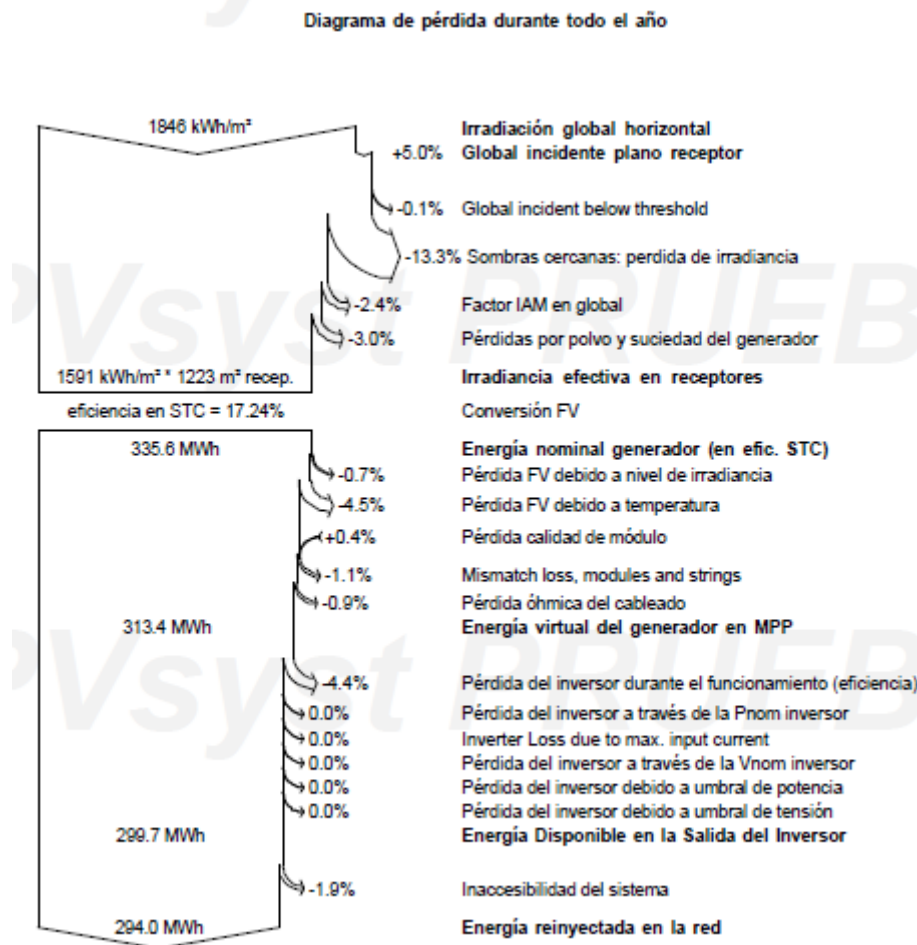 Diagrama de pérdida durante todo el año
1846 kWh/m² Irradiación global horizontal
+5.0% Global incidente plano receptor
-0.1% Global incident below threshold
-13.3% Sombras cercanas: perdida de irradiancia
-2.4% Factor IAM en global
-3.0% Pérdidas por polvo y suciedad del generador
1591 kWh/m² * 1223 m² recep. Irradiancia efectiva en receptores
eficiencia en STC = 17.24% Conversión FV
335.6 MWh Energía nominal generador (en efic. STC)
-0.7% Pérdida FV debido a nivel de irradiancia
-4.5% Pérdida FV debido a temperatura
+0.4% Pérdida calidad de módulo
-1.1% Mismatch loss, modules and strings
-0.9% Pérdida óhmica del cableado
313.4 MWh Energía virtual del generador en MPP
-4.4% Pérdida del inversor durante el funcionamiento (eficiencia)
0.0% Pérdida del inversor a través de la Pnom inversor
0.0% Inverter Loss due to max. input current
0.0% Pérdida del inversor a través de la Vnom inversor
0.0% Pérdida del inversor debido a umbral de potencia
0.0% Pérdida del inversor debido a umbral de tensión
299.7 MWh Energía Disponible en la Salida del Inversor
-1.9% Inaccesibilidad del sistema
294.0 MWh Energía reinyectada en la red
PVsyst PRUEB
PVsyst PRUEB